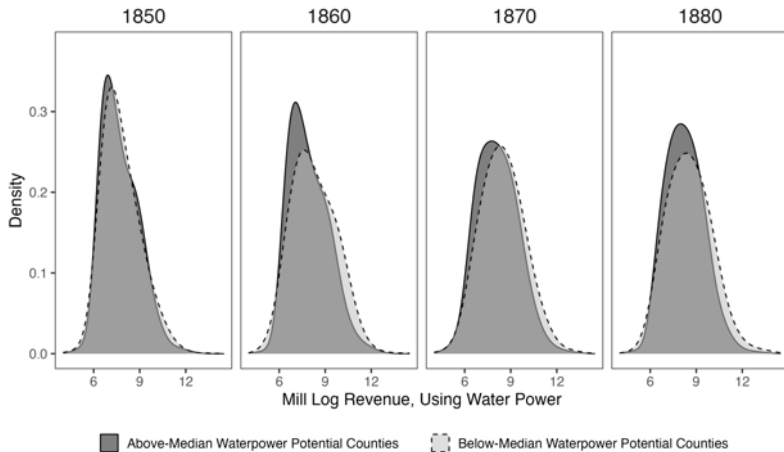 1850 1860 1870 1880
0.3
0.2
0.1
0.0
Density
6 9 12 6 9 12 6 9 12 6 9 12
Mill Log Revenue, Using Water Power
Above-Median Waterpower Potential Counties Below-Median Waterpower Potential Counties